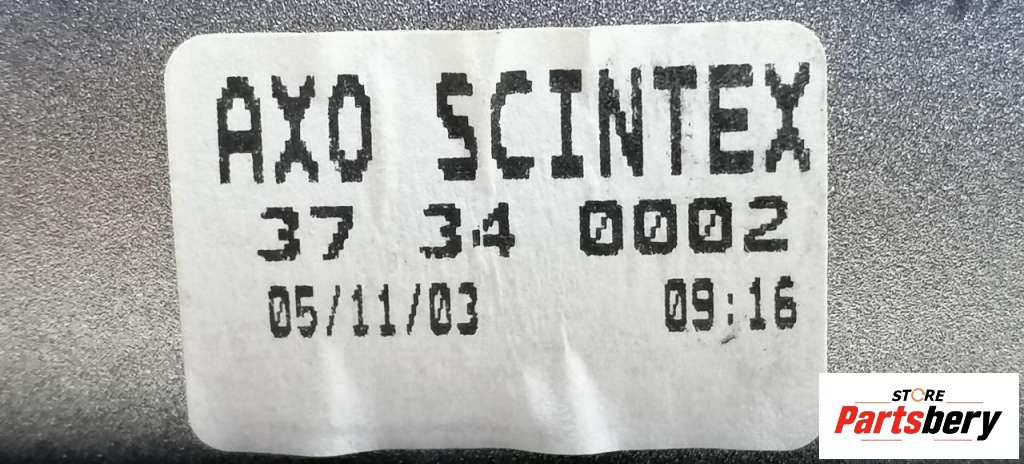 AXO SCINTEX
37 34 0002
05/11/03 09:16
STORE
Partsbery